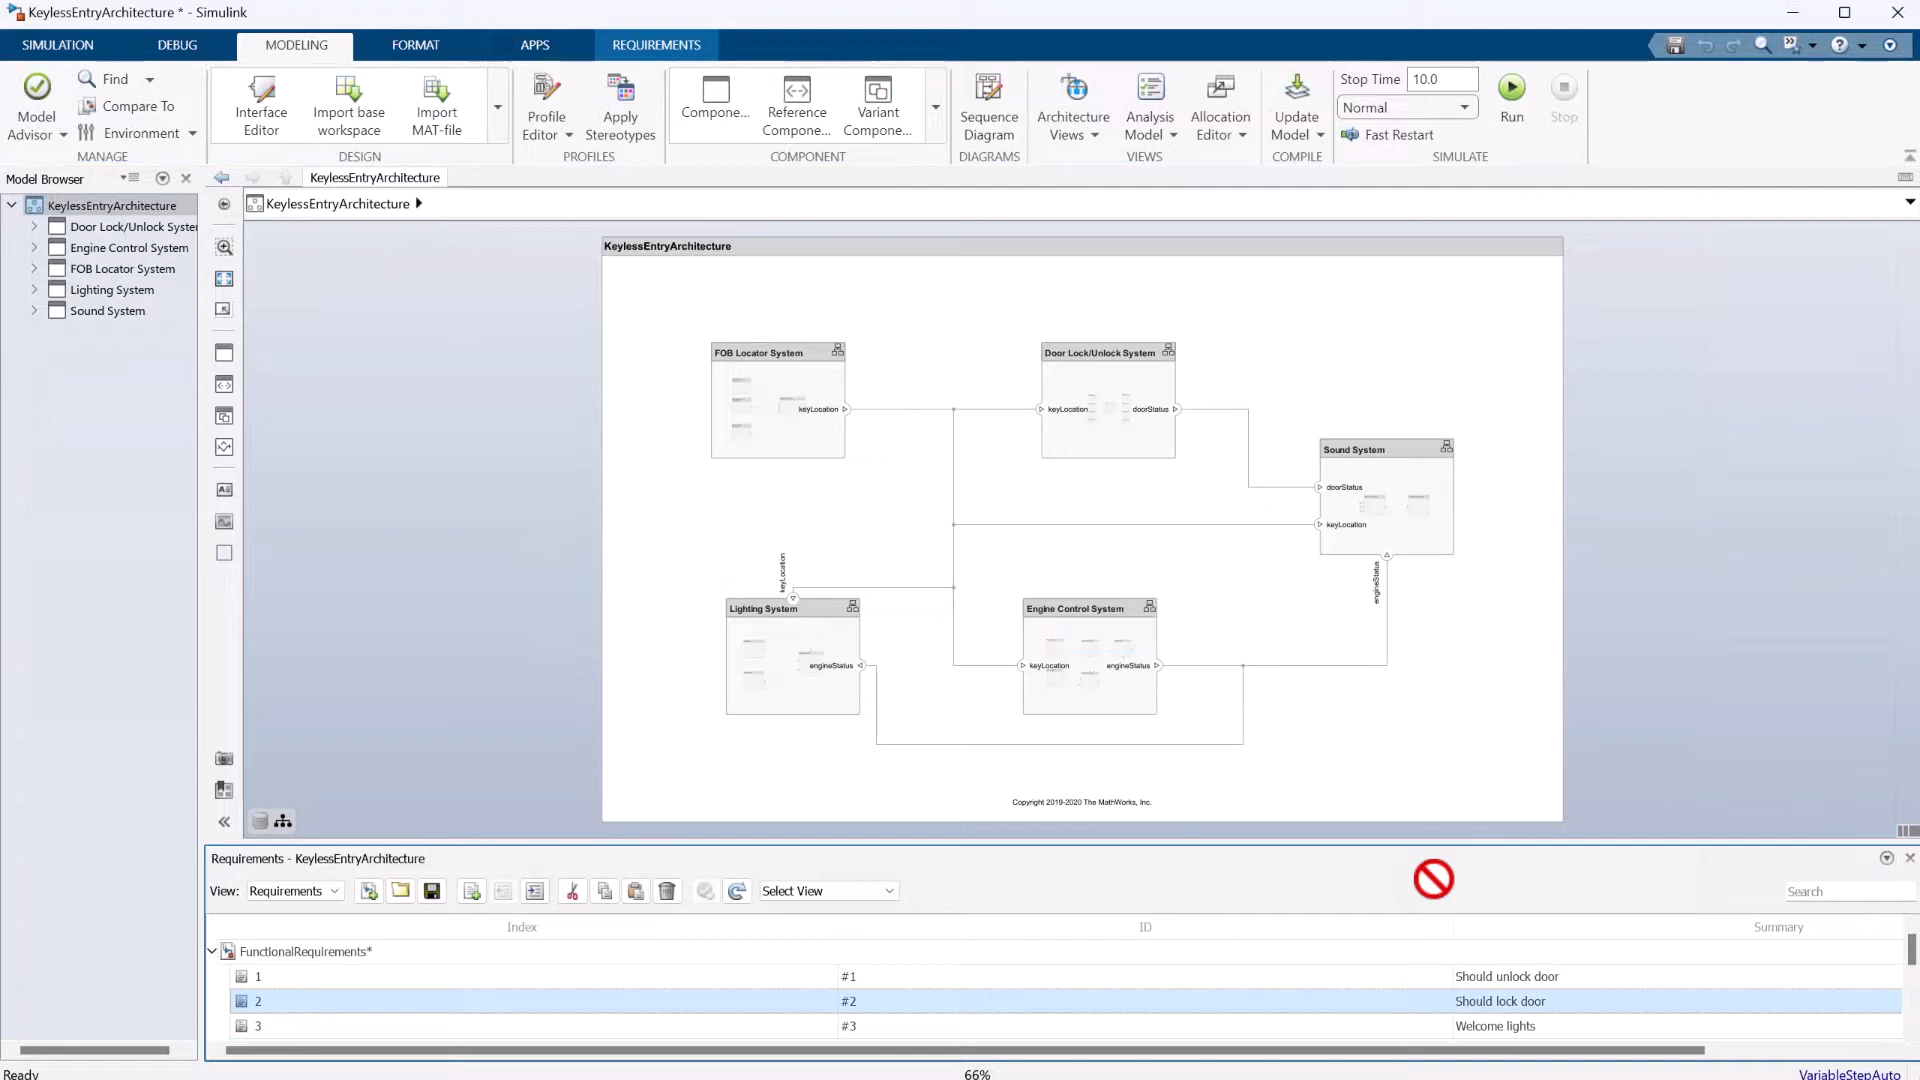 KeylessEntryArchitecture * - Simulink
SIMULATION DEBUG MODELING FORMAT APPS REQUIREMENTS
Model Advisor
Find
Compare To
Environment
MANAGE
Interface Editor
Import base workspace
Import MAT-file
DESIGN
Profile Editor
Apply Stereotypes
PROFILES
Compone...
Reference Compone...
Variant Compone...
COMPONENT
Sequence Diagram
DIAGRAMS
Architecture Views
Analysis Model
Allocation Editor
VIEWS
Update Model
COMPILE
Stop Time 10.0
Normal
Fast Restart
Run
Stop
SIMULATE
Model Browser
KeylessEntryArchitecture
Door Lock/Unlock Syste
Engine Control System
FOB Locator System
Lighting System
Sound System
KeylessEntryArchitecture
KeylessEntryArchitecture
KeylessEntryArchitecture
FOB Locator System
keyLocation
Door Lock/Unlock System
keyLocation
doorStatus
Sound System
doorStatus
keyLocation
engineStatus
keyLocation
Lighting System
engineStatus
Engine Control System
keyLocation
engineStatus
Copyright 2019-2020 The MathWorks, Inc.
Requirements - KeylessEntryArchitecture
View: Requirements
Select View
Search
Index ID Summary
FunctionalRequirements*
1 #1 Should unlock door
2 #2 Should lock door
3 #3 Welcome lights
Ready 66% VariableStepAuto